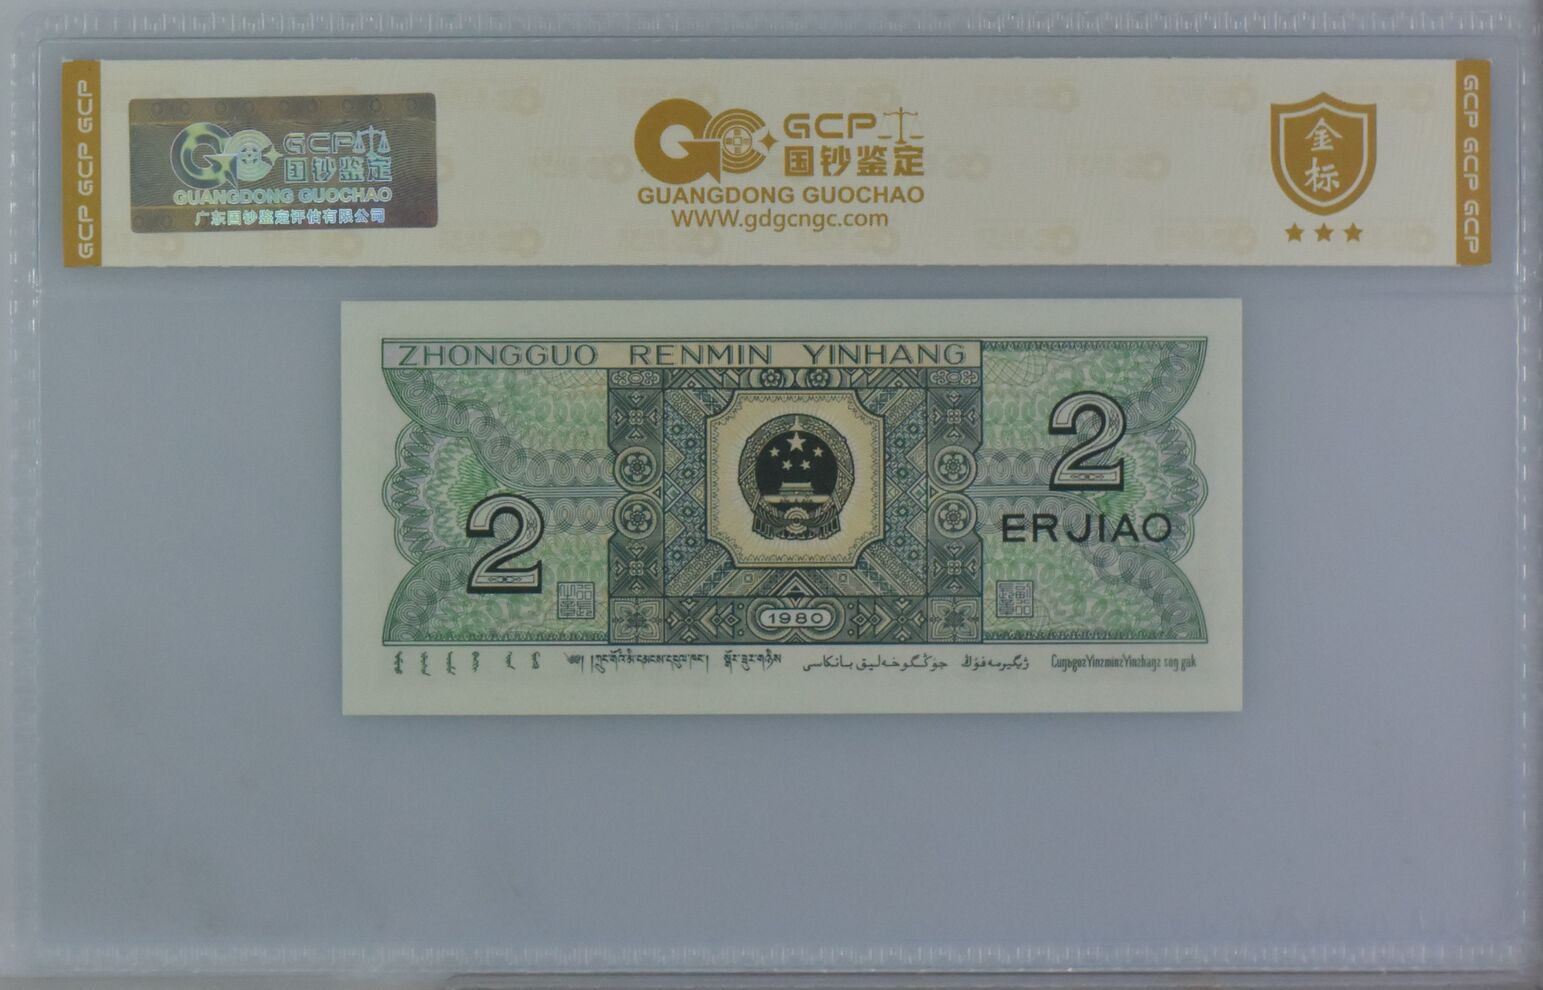 GCP GCP GCP
GCP 国钞鉴定
GUANGDONG GUOCHAO
广东国钞鉴定评估有限公司
GCP
国钞鉴定
GUANGDONG GUOCHAO
WWW.gdgcngc.com
金标
GCP GCP GCP
ZHONGGUO RENMIN YINHANG
2
2
ERJIAO
1980
Cunggoz Yinzminz Yinzhangz song gak